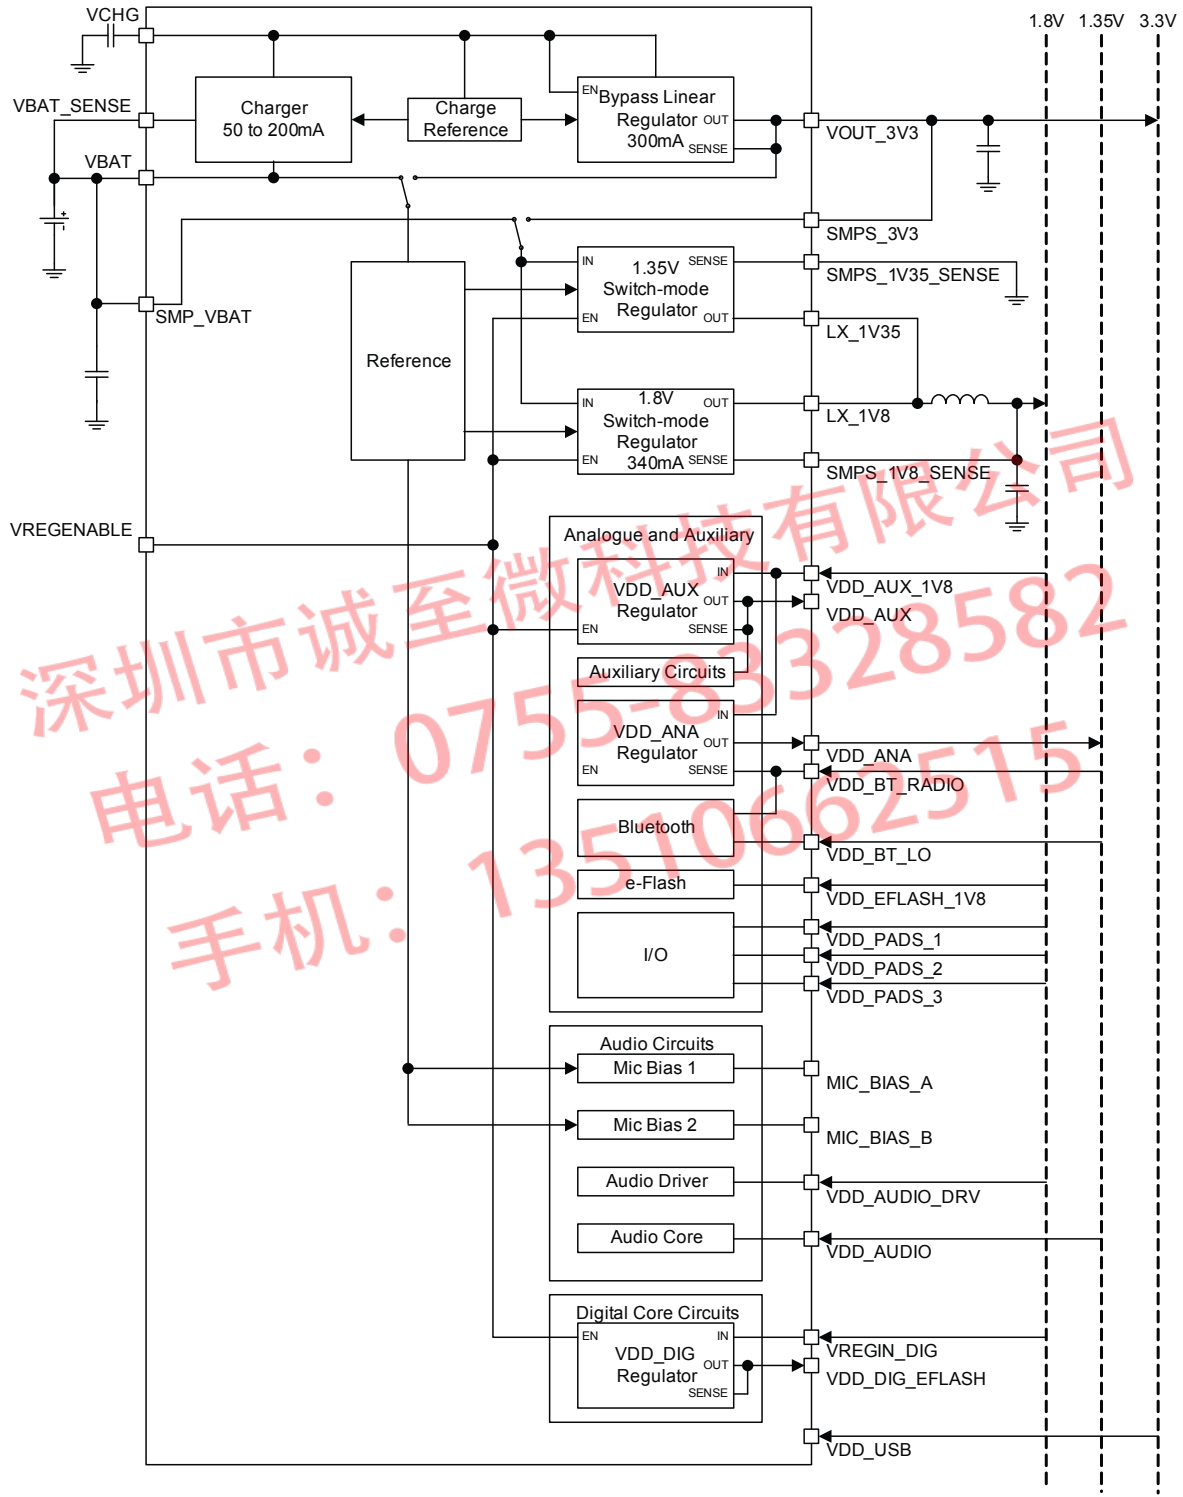 VCHG
1.8V 1.35V 3.3V
VBAT_SENSE
Charger
50 to 200mA
Charge
Reference
EN
Bypass Linear
Regulator
300mA
OUT
SENSE
VOUT_3V3
VBAT
SMPS_3V3
IN
1.35V
Switch-mode
Regulator
SENSE
EN
OUT
SMPS_1V35_SENSE
SMP_VBAT
LX_1V35
Reference
IN
1.8V
Switch-mode
Regulator
340mA
OUT
EN
SENSE
LX_1V8
SMPS_1V8_SENSE
VREGENABLE
Analogue and Auxiliary
IN
VDD_AUX
Regulator
OUT
EN
SENSE
VDD_AUX_1V8
VDD_AUX
Auxiliary Circuits
IN
VDD_ANA
Regulator
OUT
EN
SENSE
VDD_ANA
VDD_BT_RADIO
Bluetooth
VDD_BT_LO
e-Flash
VDD_EFLASH_1V8
I/O
VDD_PADS_1
VDD_PADS_2
VDD_PADS_3
Audio Circuits
Mic Bias 1
MIC_BIAS_A
Mic Bias 2
MIC_BIAS_B
Audio Driver
VDD_AUDIO_DRV
Audio Core
VDD_AUDIO
Digital Core Circuits
EN
IN
VDD_DIG
Regulator
OUT
SENSE
VREGIN_DIG
VDD_DIG_EFLASH
VDD_USB
深圳市诚至微科技有限公司
电话：0755-83328582
手机：13510662515